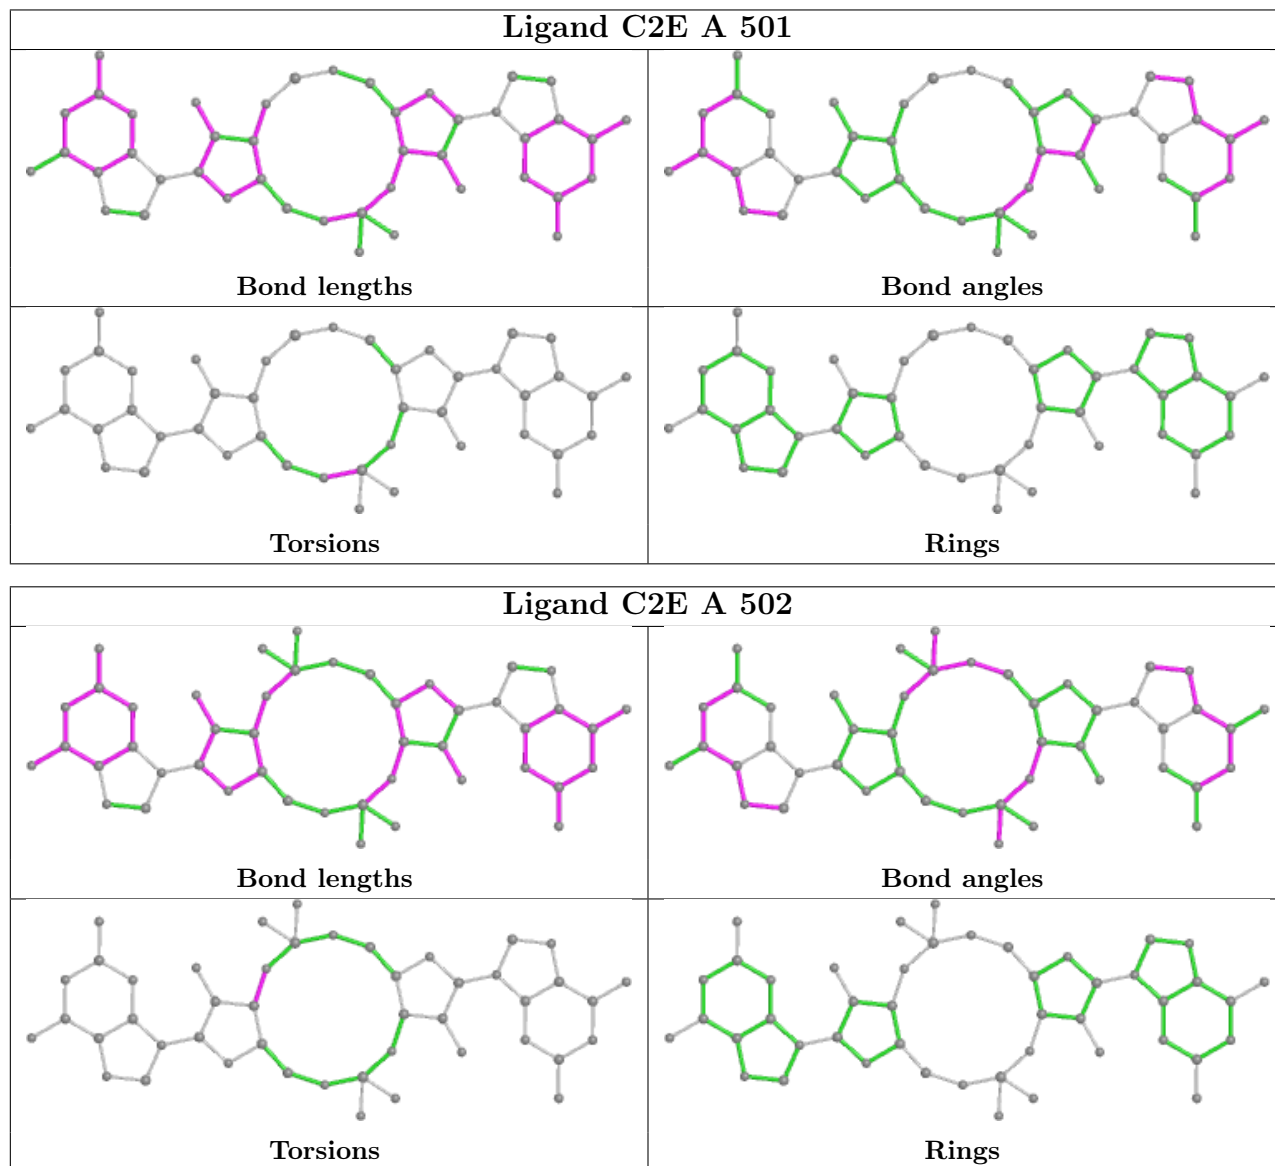 Ligand C2E A 501
Bond lengths
Bond angles
Torsions
Rings
Ligand C2E A 502
Bond lengths
Bond angles
Torsions
Rings